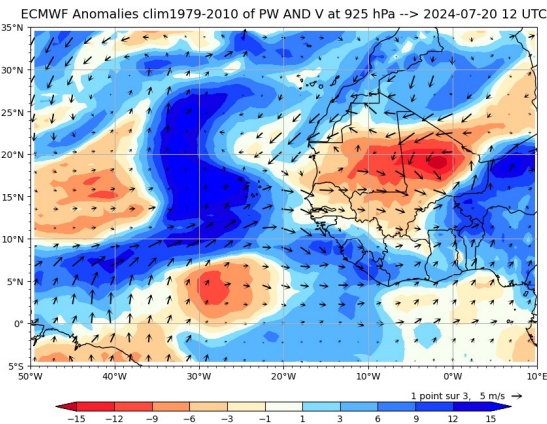 ECMWF Anomalies clim1979-2010 of PW AND V at 925 hPa --> 2024-07-20 12 UTC
35°N
35°N
25°N
20°N
15°N
10°N
5°N
0°
5°S
50°W 40°W 30°W 20°W 10°W 0°W 10°E
1 point sur 3, 5 m/s
−15 −12 −9 −6 −3 −1 1 3 6 9 12 15